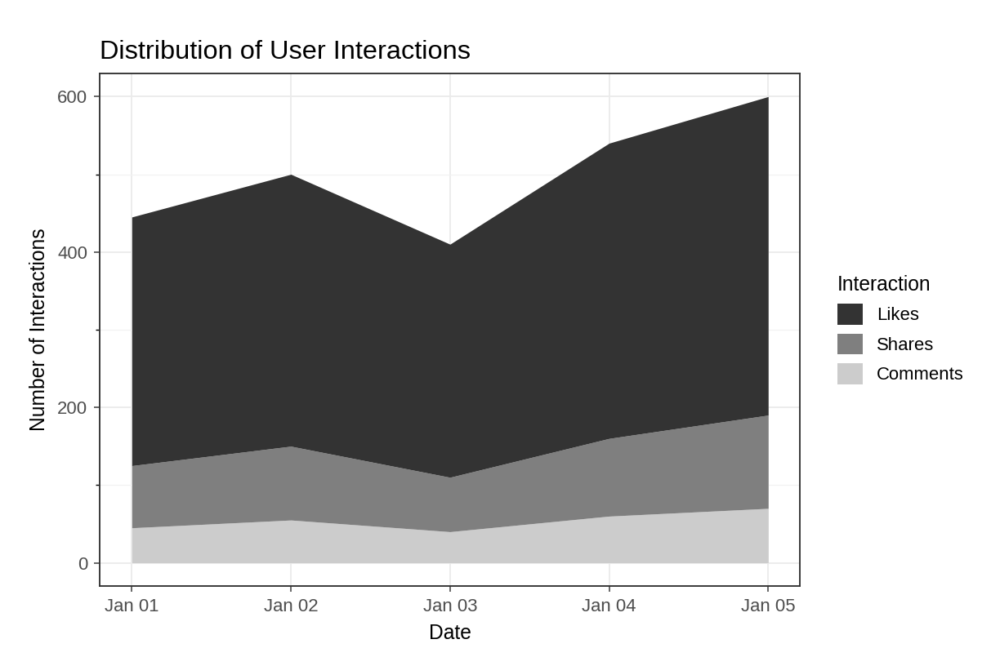 Distribution of User Interactions
600
400
200
0
Number of Interactions
Jan 01
Jan 02
Jan 03
Jan 04
Jan 05
Date
Interaction
Likes
Shares
Comments